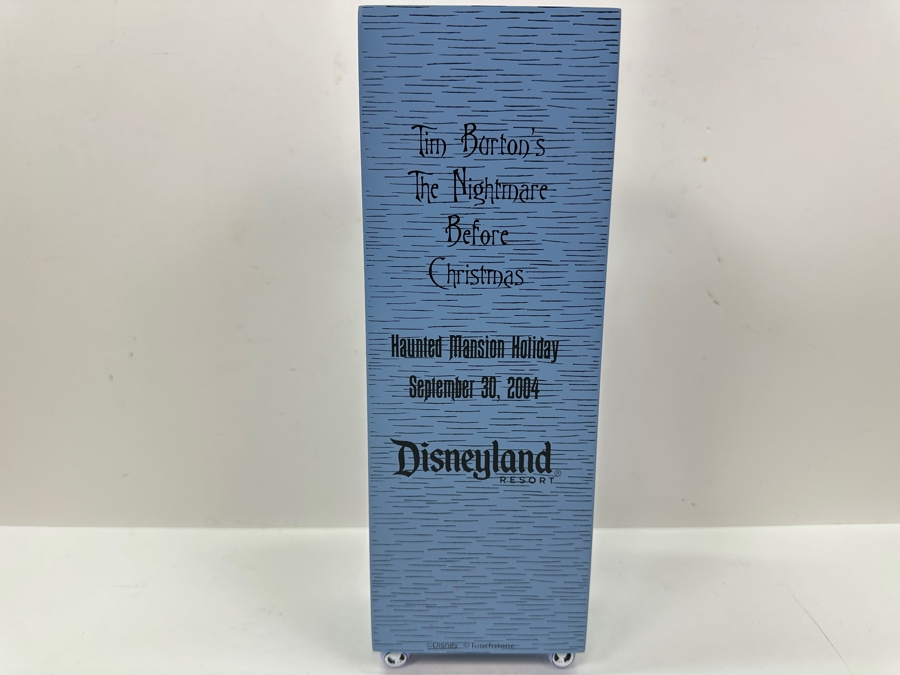 Tim Burton's
The Nightmare
Before
Christmas
Haunted Mansion Holiday
September 30, 2004
Disneyland®
RESORT
©Disney ©Touchstone